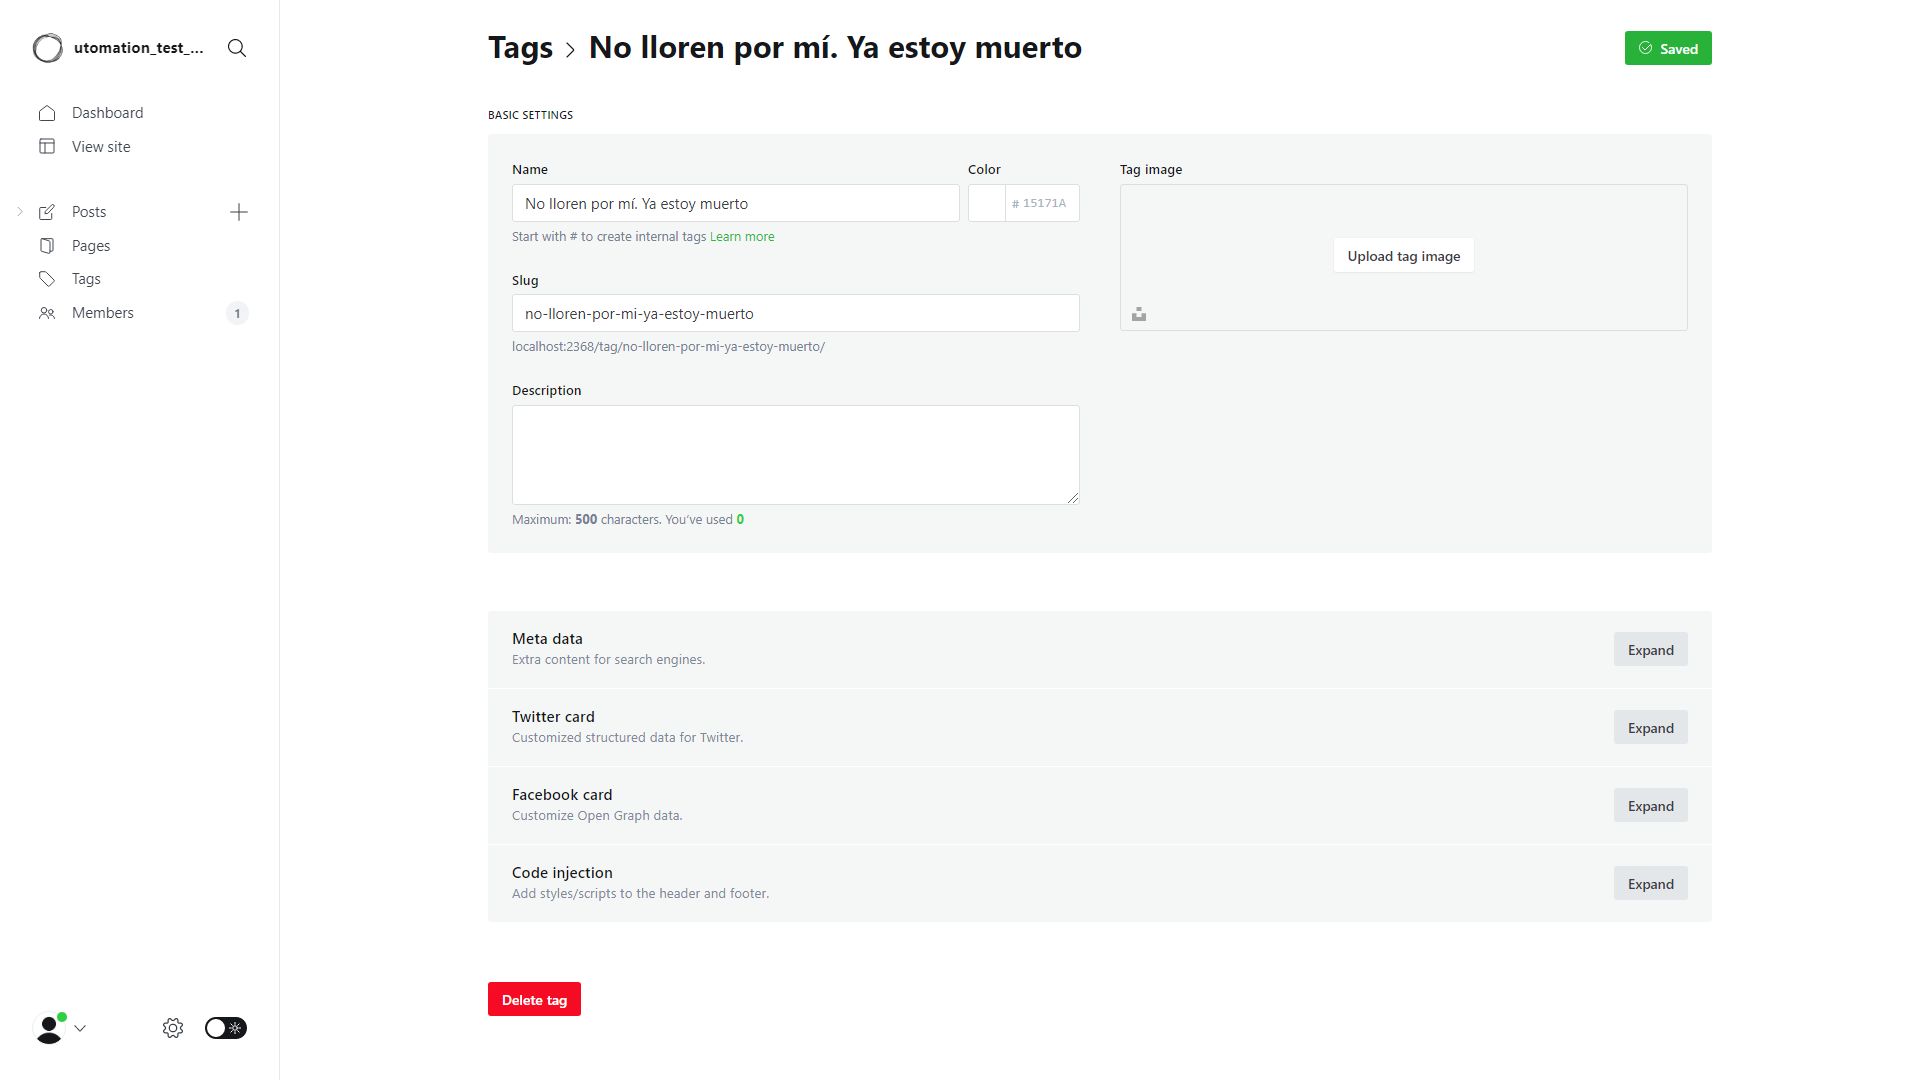 utomation_test_...
Dashboard
View site
Posts
Pages
Tags
Members
1
Tags > No lloren por mí. Ya estoy muerto
Saved
BASIC SETTINGS
Name
No lloren por mí. Ya estoy muerto
Start with # to create internal tags Learn more
Color
# 15171A
Slug
no-lloren-por-mi-ya-estoy-muerto
localhost:2368/tag/no-lloren-por-mi-ya-estoy-muerto/
Description
Maximum: 500 characters. You've used 0
Tag image
Upload tag image
Meta data
Extra content for search engines.
Expand
Twitter card
Customized structured data for Twitter.
Expand
Facebook card
Customize Open Graph data.
Expand
Code injection
Add styles/scripts to the header and footer.
Expand
Delete tag